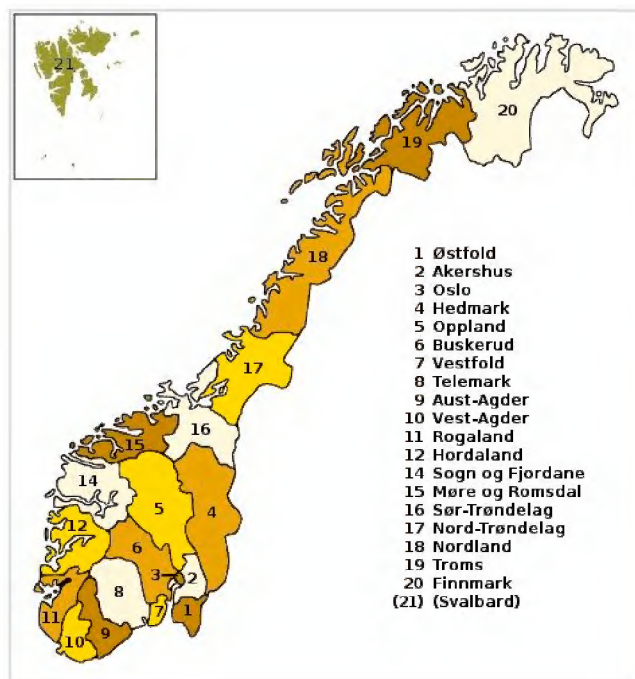 21
20
19
18
17
16
15
14
12
5
4
6
3
2
8
11
7
1
10
9
1 Østfold
2 Akershus
3 Oslo
4 Hedmark
5 Oppland
6 Buskerud
7 Vestfold
8 Telemark
9 Aust-Agder
10 Vest-Agder
11 Rogaland
12 Hordaland
14 Sogn og Fjordane
15 Møre og Romsdal
16 Sør-Trøndelag
17 Nord-Trøndelag
18 Nordland
19 Troms
20 Finnmark
(21) (Svalbard)